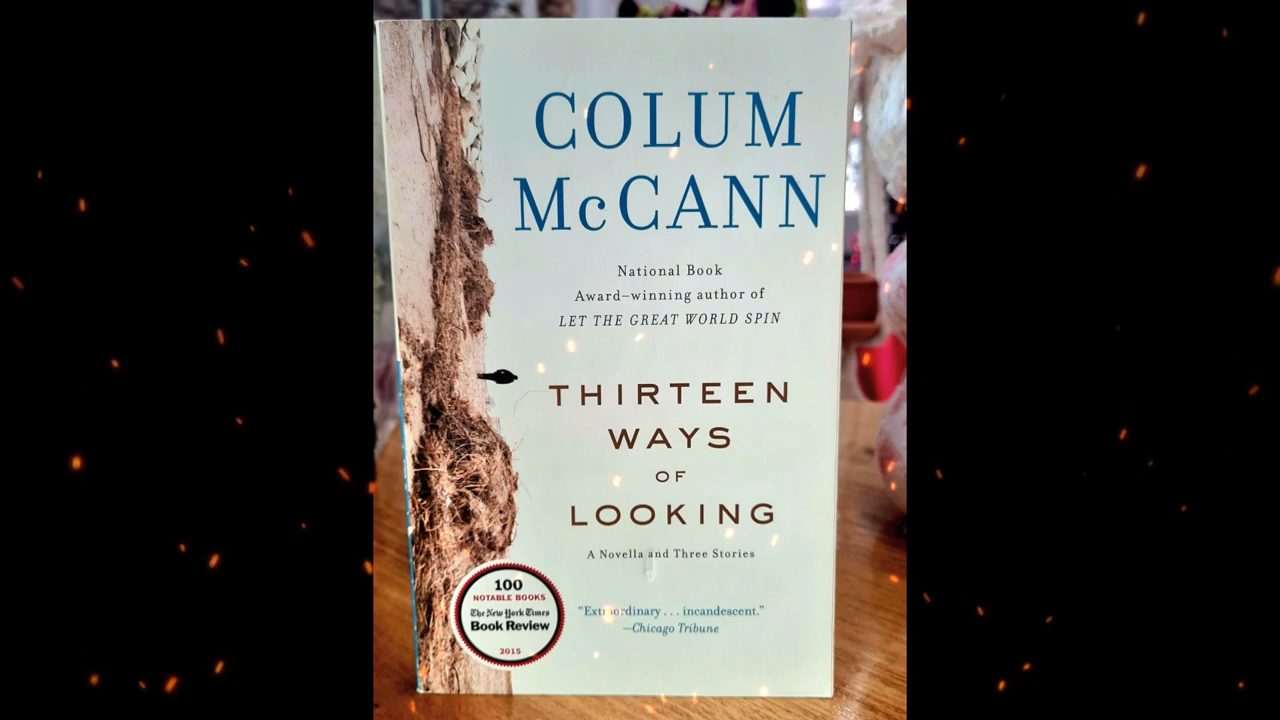 COLUM
McCANN
National Book
Award–winning author of
LET THE GREAT WORLD SPIN
THIRTEEN
WAYS
OF
LOOKING
A Novella and Three Stories
“Extraordinary . . . incandescent.”
—Chicago Tribune
100
NOTABLE BOOKS
The New York Times
Book Review
2015